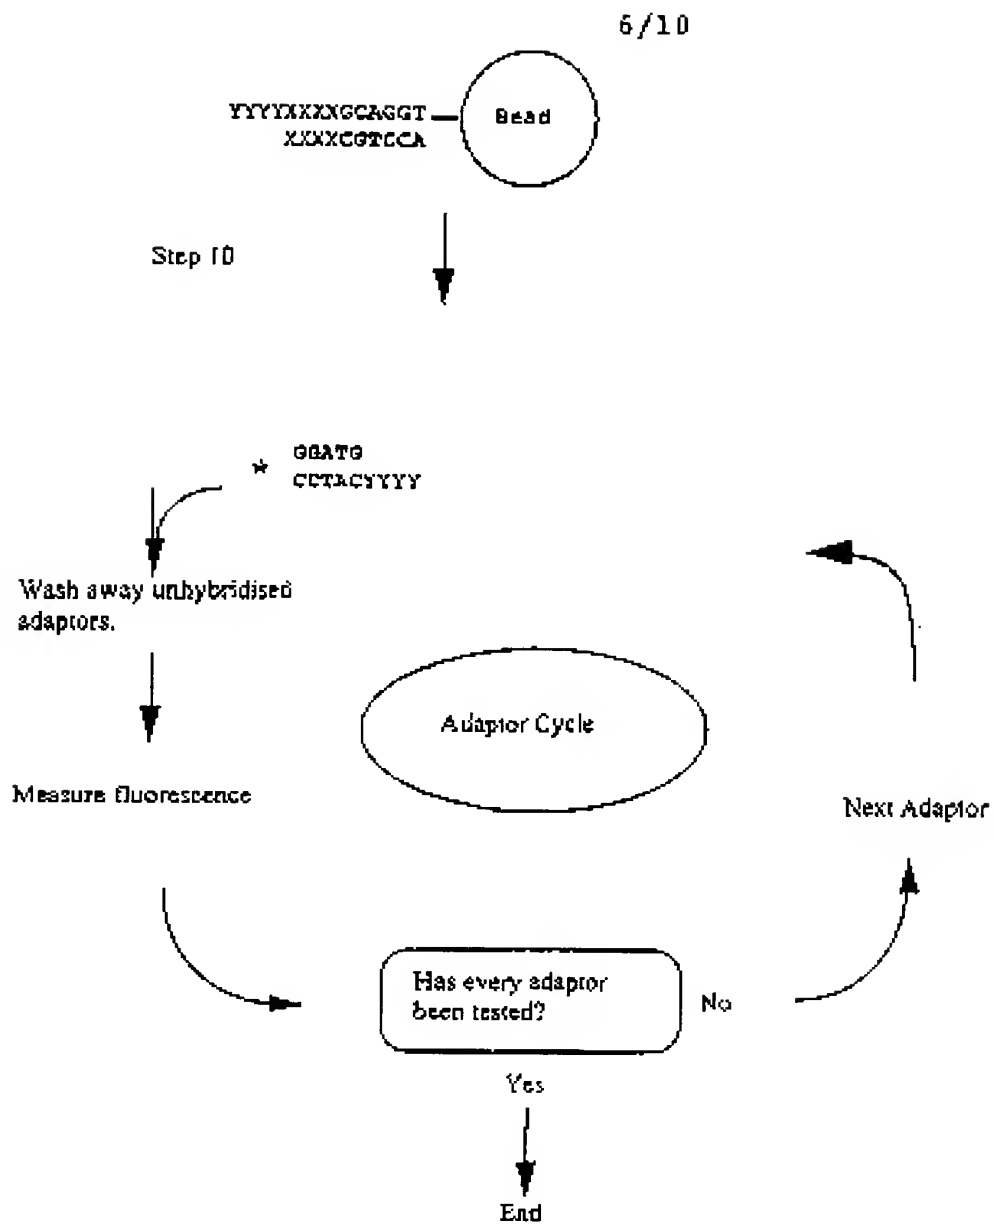 6/10
YYYYXXXXGCAGGT
XXXXCGTCCA
Bead
Step 10
* GGATG
CCTACYYYY
Wash away unhybridised
adaptors.
Adaptor Cycle
Measure fluorescence
Next Adaptor
Has every adaptor
been tested?
No
Yes
End